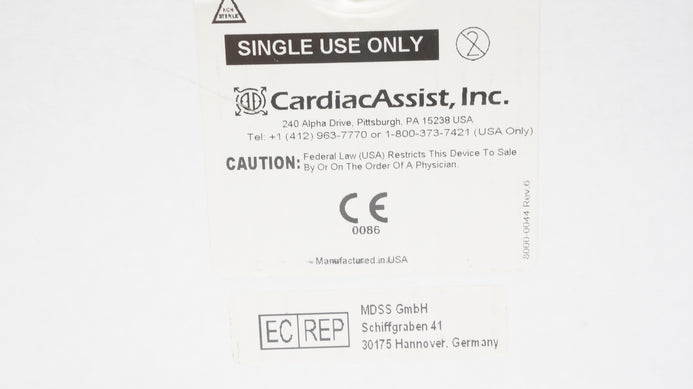 NON
STERILE
SINGLE USE ONLY
2
CardiacAssist, Inc.
240 Alpha Drive, Pittsburgh, PA 15238 USA
Tel: +1 (412) 963-7770 or 1-800-373-7421 (USA Only)
CAUTION: Federal Law (USA) Restricts This Device To Sale
By Or On The Order Of A Physician.
CE
0086
Manufactured in USA
8000-0044 Rev.6
EC REP
MDSS GmbH
Schiffgraben 41
30175 Hannover, Germany